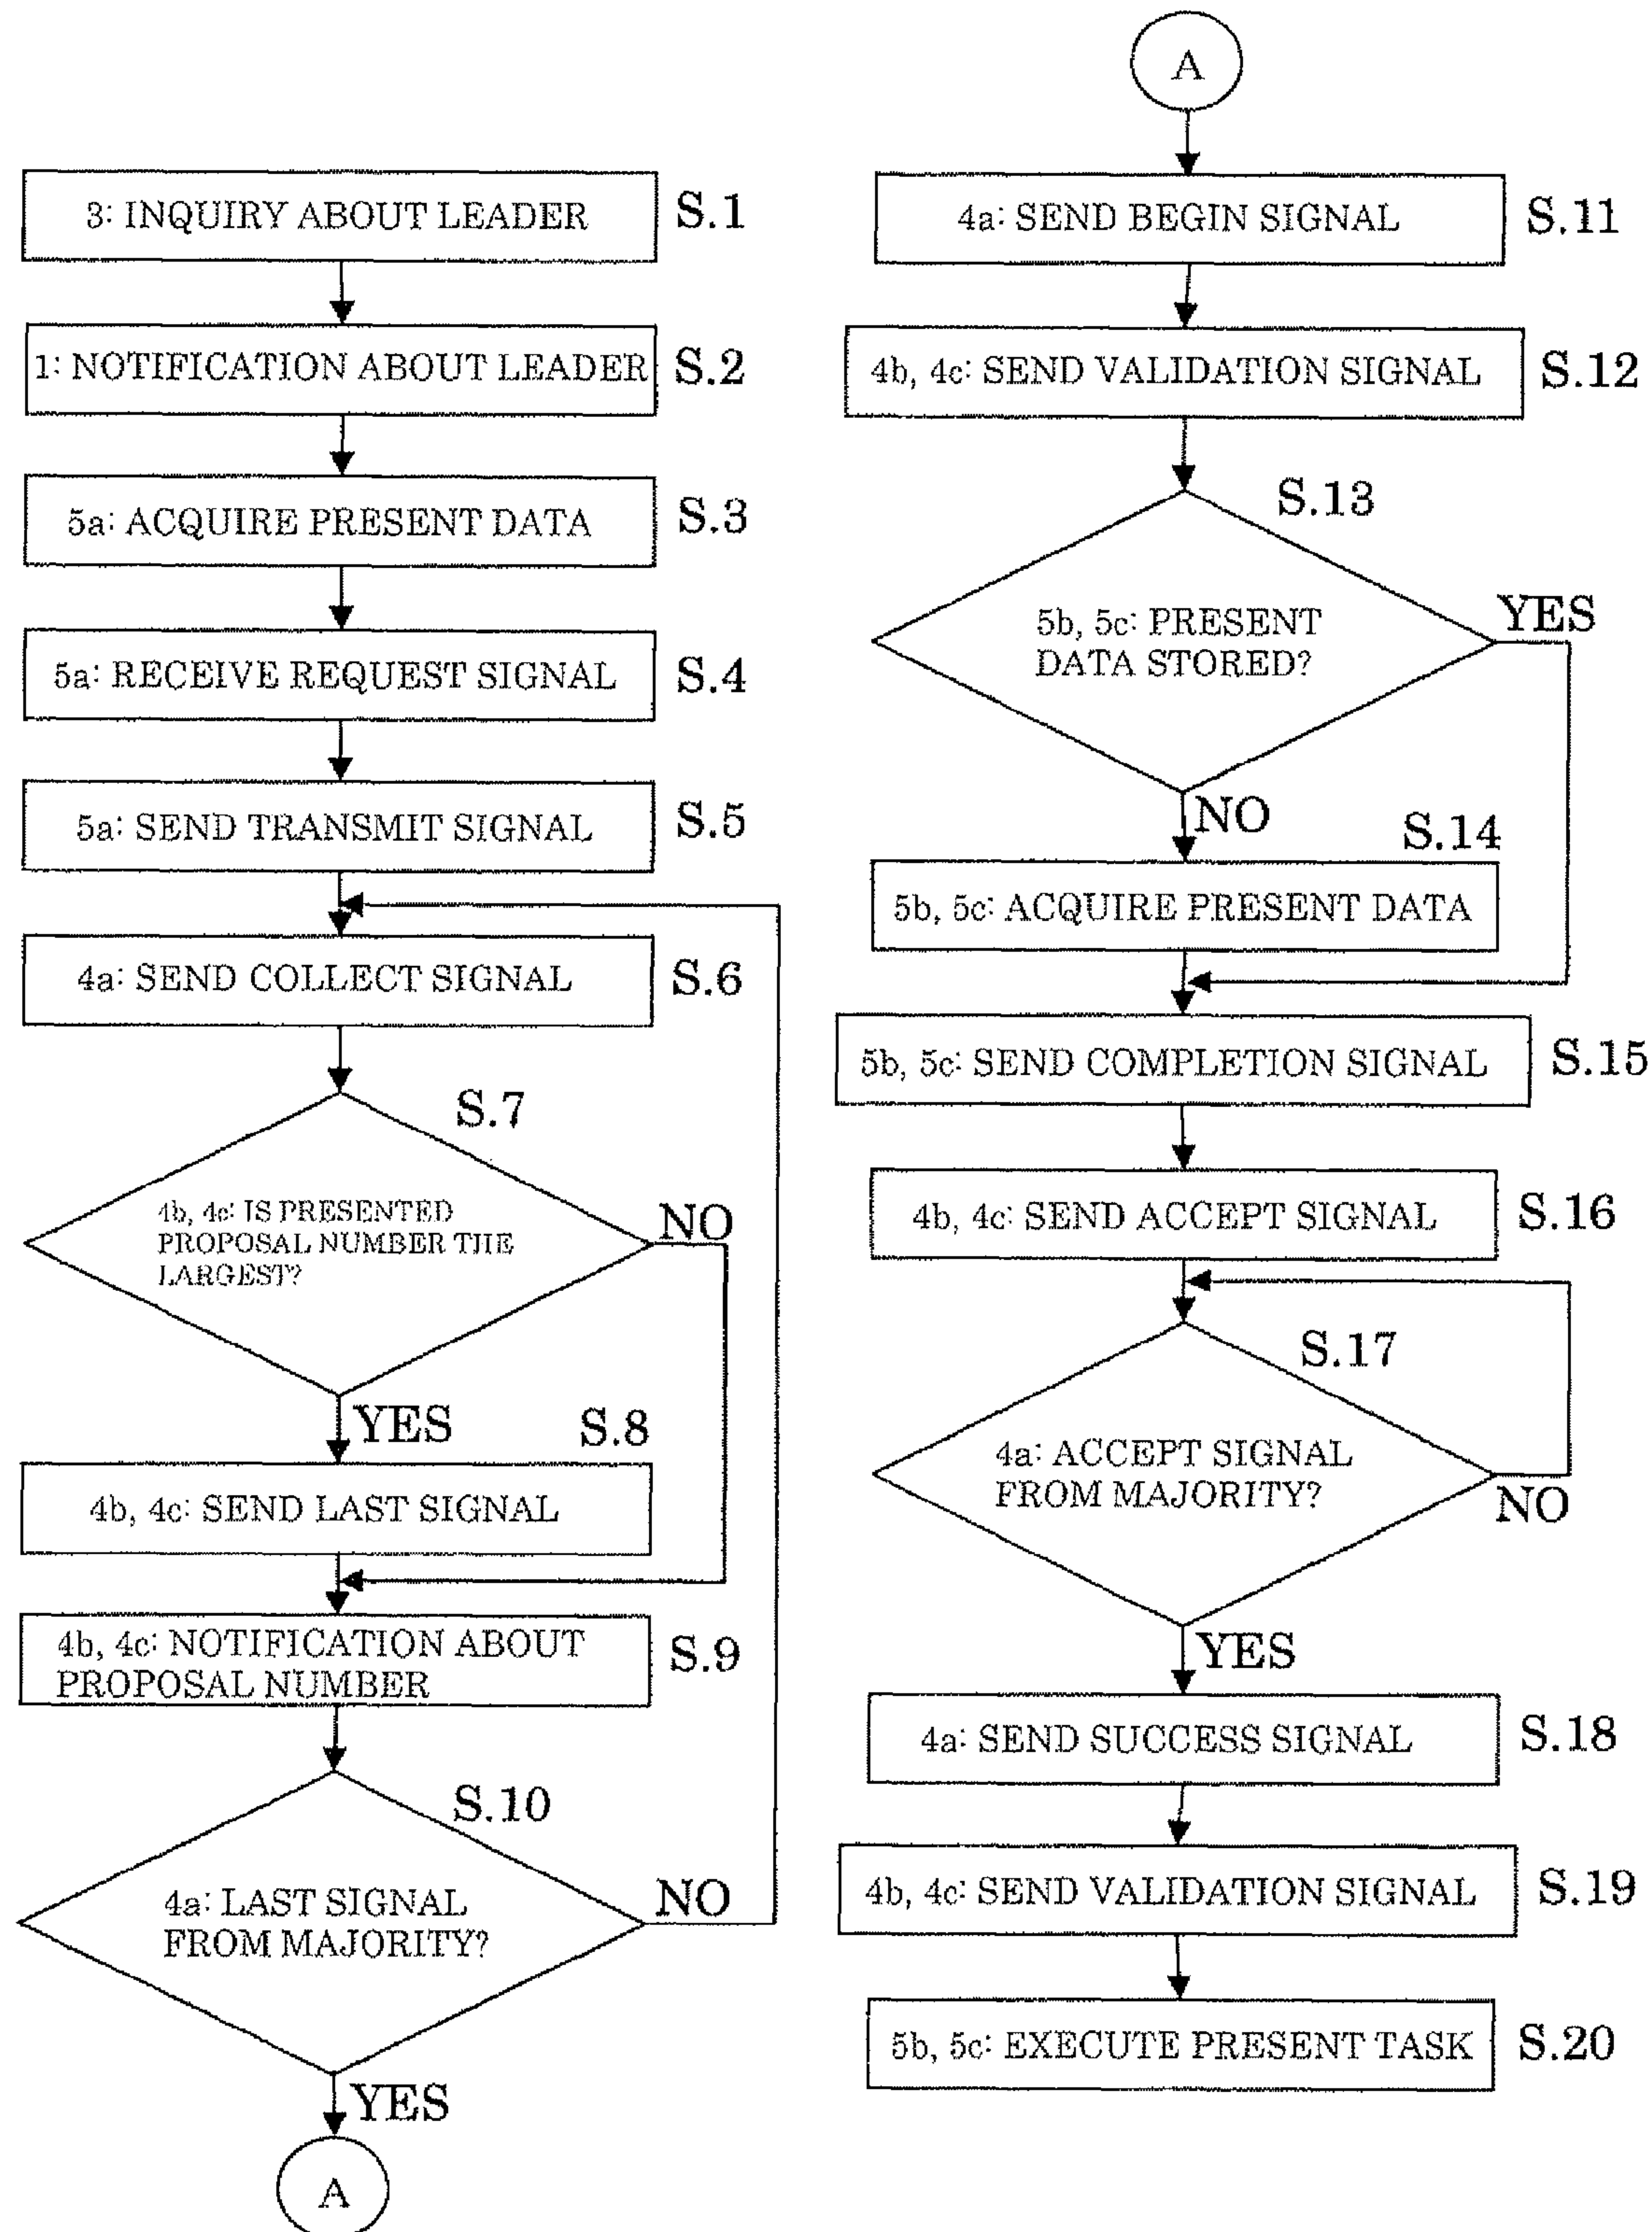 3: INQUIRY ABOUT LEADER
S.1
1: NOTIFICATION ABOUT LEADER
S.2
5a: ACQUIRE PRESENT DATA
S.3
5a: RECEIVE REQUEST SIGNAL
S.4
5a: SEND TRANSMIT SIGNAL
S.5
4a: SEND COLLECT SIGNAL
S.6
S.7
4b, 4c: IS PRESENTED
PROPOSAL NUMBER THE
LARGEST?
NO
YES
S.8
4b, 4c: SEND LAST SIGNAL
4b, 4c: NOTIFICATION ABOUT
PROPOSAL NUMBER
S.9
S.10
4a: LAST SIGNAL
FROM MAJORITY?
NO
YES
A
A
4a: SEND BEGIN SIGNAL
S.11
4b, 4c: SEND VALIDATION SIGNAL
S.12
S.13
5b, 5c: PRESENT
DATA STORED?
YES
NO
S.14
5b, 5c: ACQUIRE PRESENT DATA
5b, 5c: SEND COMPLETION SIGNAL
S.15
4b, 4c: SEND ACCEPT SIGNAL
S.16
S.17
4a: ACCEPT SIGNAL
FROM MAJORITY?
NO
YES
4a: SEND SUCCESS SIGNAL
S.18
4b, 4c: SEND VALIDATION SIGNAL
S.19
5b, 5c: EXECUTE PRESENT TASK
S.20